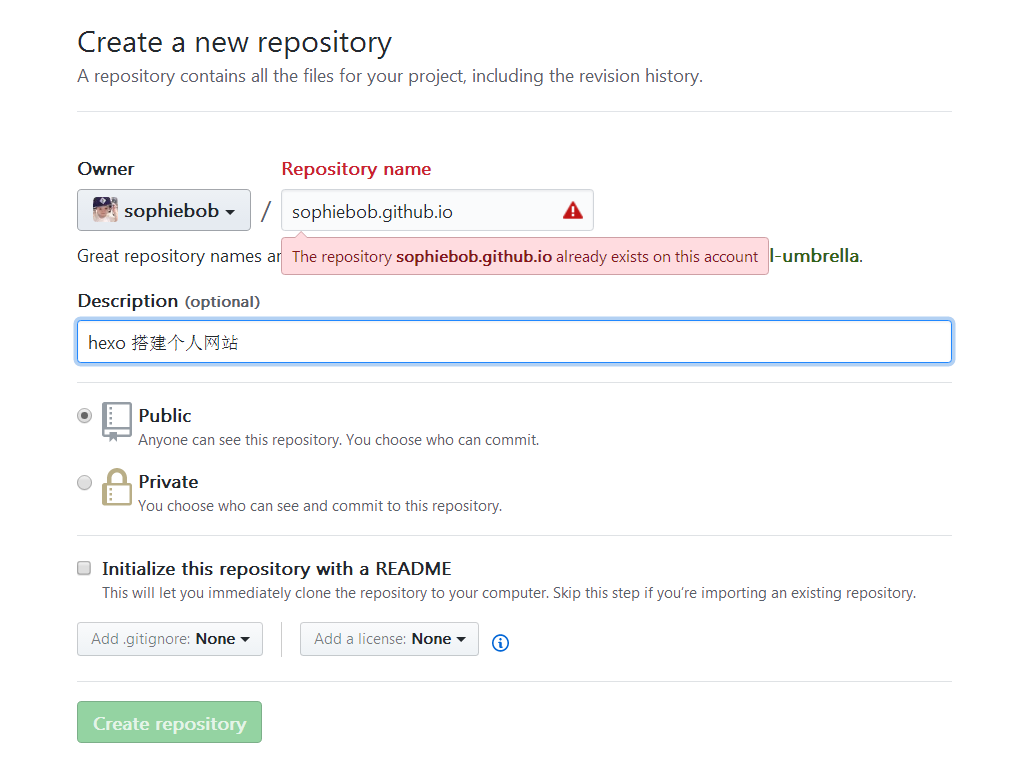 Create a new repository
A repository contains all the files for your project, including the revision history.
Owner
Repository name
sophiebob
/
sophiebob.github.io
Great repository names
The repository sophiebob.github.io already exists on this account
l-umbrella.
Description (optional)
hexo 搭建个人网站
Public
Anyone can see this repository. You choose who can commit.
Private
You choose who can see and commit to this repository.
Initialize this repository with a README
This will let you immediately clone the repository to your computer. Skip this step if you’re importing an existing repository.
Add .gitignore: None
Add a license: None
Create repository